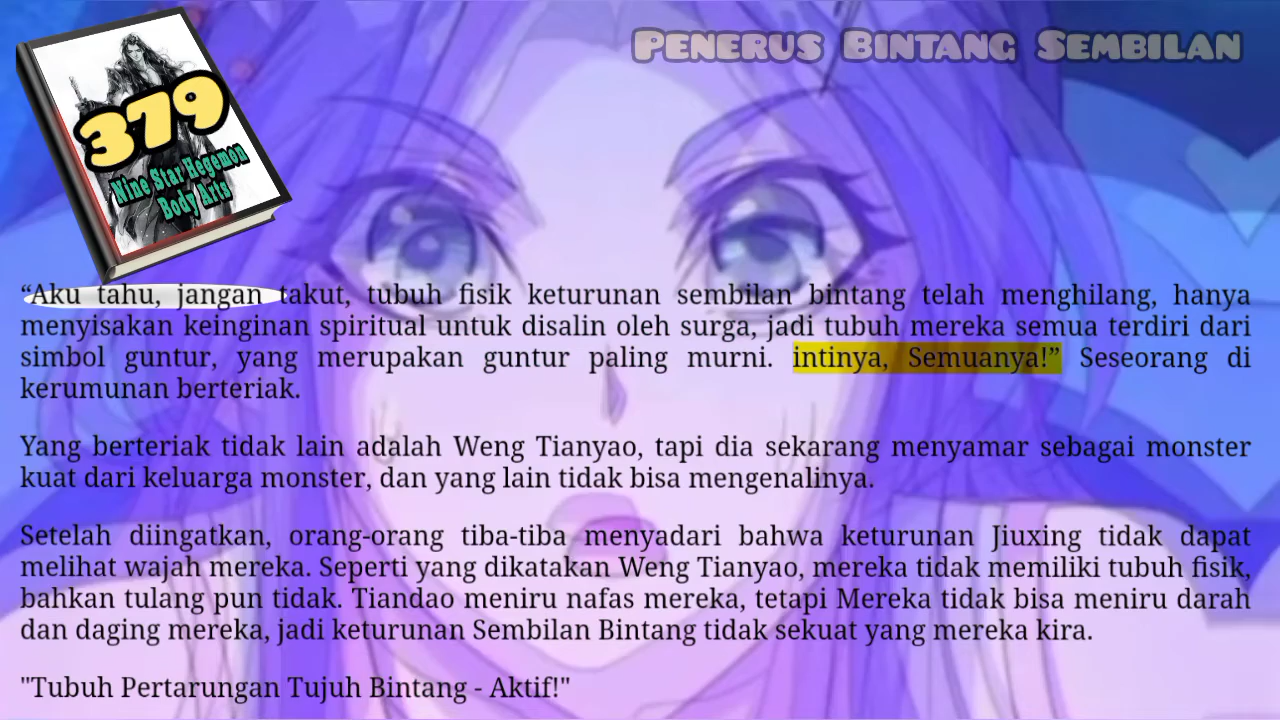 Penerus Bintang Sembilan
379
Nine Star Hegemon
Body Arts
“Aku tahu, jangan takut, tubuh fisik keturunan sembilan bintang telah menghilang, hanya
menyisakan keinginan spiritual untuk disalin oleh surga, jadi tubuh mereka semua terdiri dari
simbol guntur, yang merupakan guntur paling murni. intinya, Semuanya!” Seseorang di
kerumunan berteriak.
Yang berteriak tidak lain adalah Weng Tianyao, tapi dia sekarang menyamar sebagai monster
kuat dari keluarga monster, dan yang lain tidak bisa mengenalinya.
Setelah diingatkan, orang-orang tiba-tiba menyadari bahwa keturunan Jiuxing tidak dapat
melihat wajah mereka. Seperti yang dikatakan Weng Tianyao, mereka tidak memiliki tubuh fisik,
bahkan tulang pun tidak. Tiandao meniru nafas mereka, tetapi Mereka tidak bisa meniru darah
dan daging mereka, jadi keturunan Sembilan Bintang tidak sekuat yang mereka kira.
"Tubuh Pertarungan Tujuh Bintang - Aktif!"